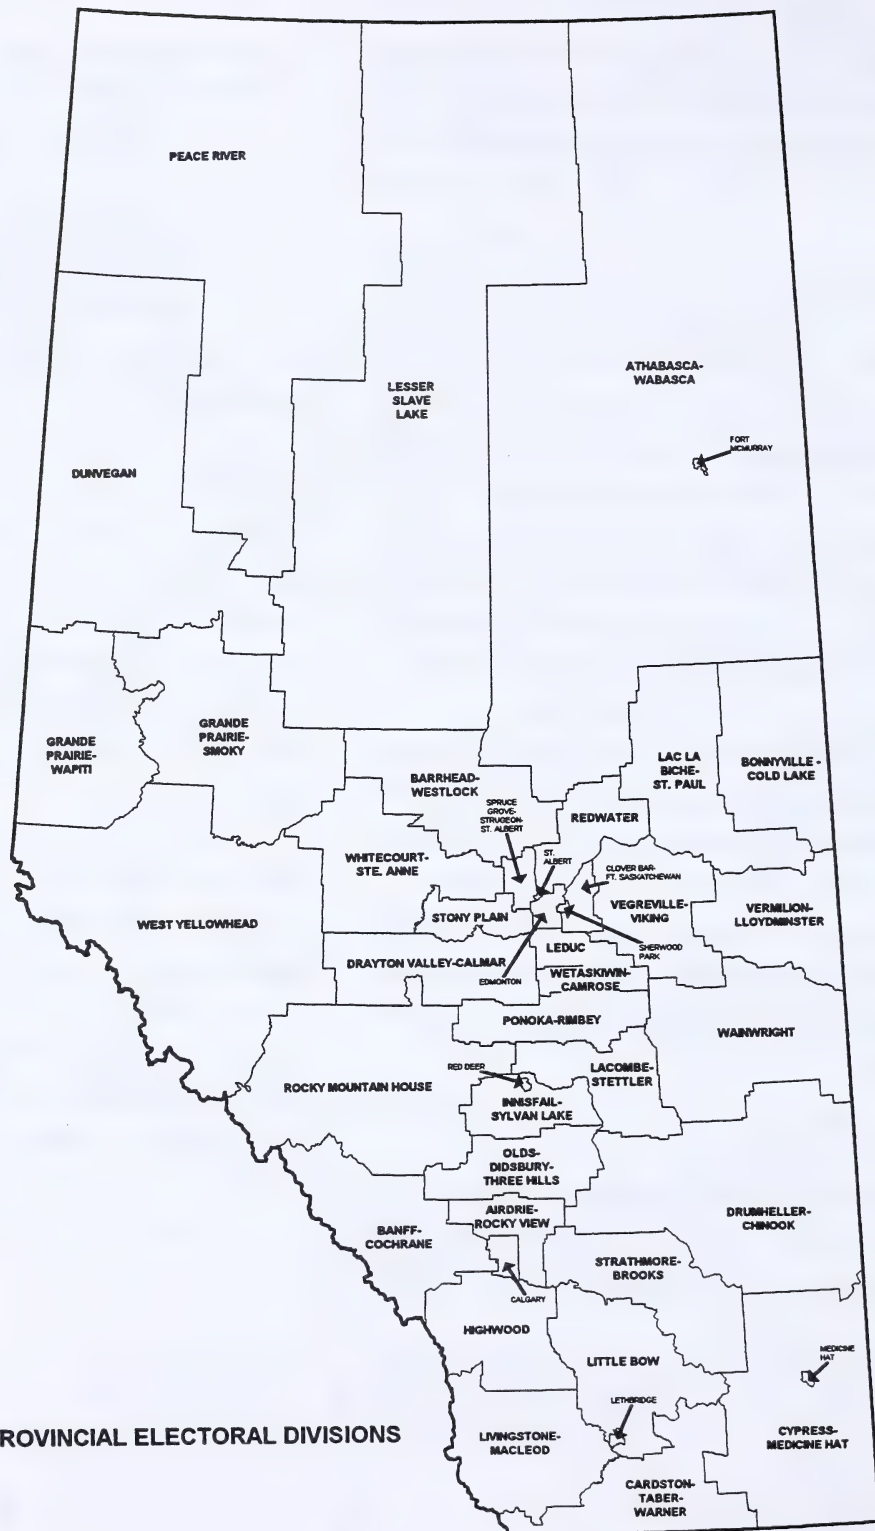 PEACE RIVER
LESSER
SLAVE
LAKE
ATHABASCA-
WABASCA
FORT
MCMURRAY
DUNVEGAN
GRANDE
PRAIRIE-
WAPITI
GRANDE
PRAIRIE-
SMOKY
BARRHEAD-
WESTLOCK
LAC LA
BICHE-
ST. PAUL
BONNYVILLE -
COLD LAKE
SPRUCE
GROVE-
STRUGEON-
ST. ALBERT
REDWATER
WHITECOURT-
STE. ANNE
ST.
ALBERT
CLOVER BAR-
FT. SASKATCHEWAN
WEST YELLOWHEAD
STONY PLAIN
VEGREVILLE-
VIKING
VERMILION-
LLOYDMINSTER
LEDUC
SHERWOOD
PARK
DRAYTON VALLEY-CALMAR
EDMONTON
WETASKIWIN-
CAMROSE
PONOKA-RIMBEY
WAINWRIGHT
RED DEER
LACOMBE-
STETTLER
ROCKY MOUNTAIN HOUSE
INNISFAIL-
SYLVAN LAKE
OLDS-
DIDSBURY-
THREE HILLS
AIRDRIE-
ROCKY VIEW
DRUMHELLER-
CHINOOK
BANFF-
COCHRANE
STRATHMORE-
BROOKS
CALGARY
HIGHWOOD
LITTLE BOW
MEDICINE
HAT
LETHBRIDGE
ROVINCIAL ELECTORAL DIVISIONS
LIVINGSTONE-
MACLEOD
CYPRESS-
MEDICINE HAT
CARDSTON-
TABER-
WARNER